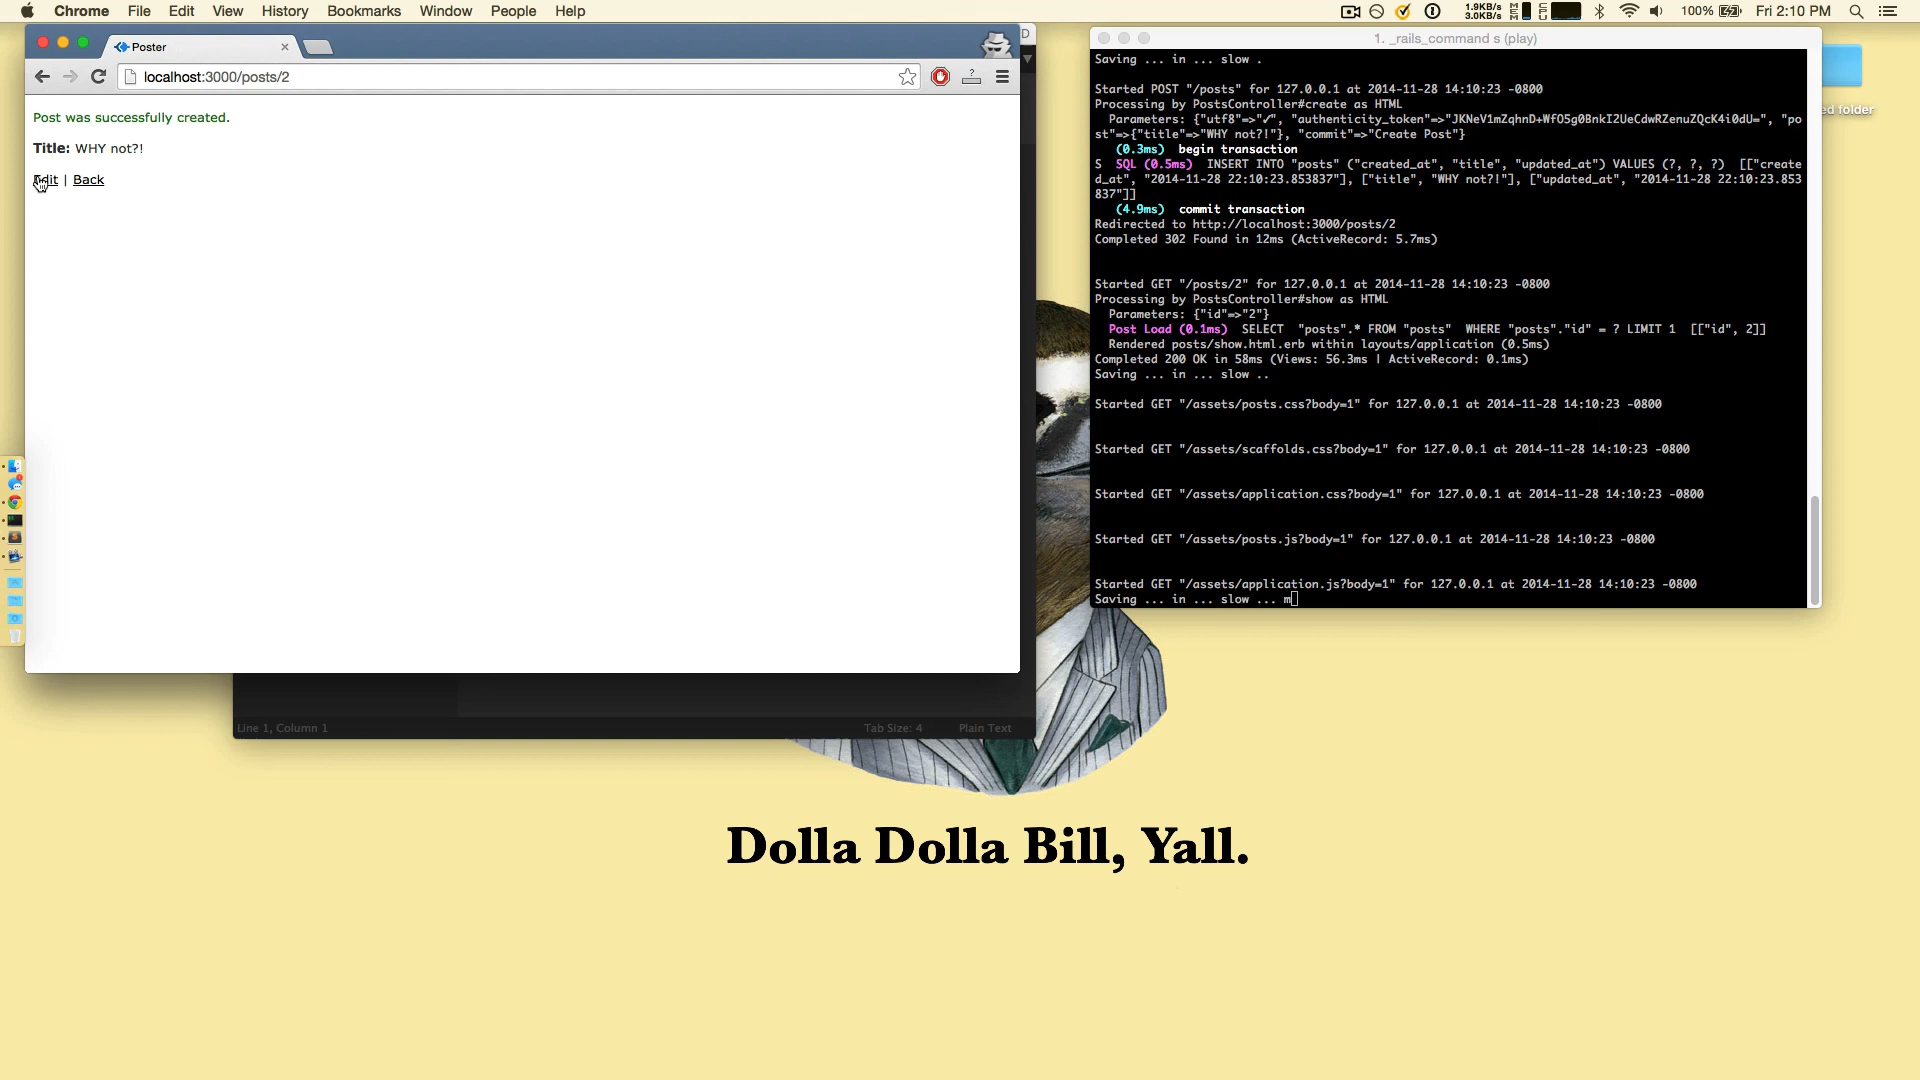 Chrome File Edit View History Bookmarks Window People Help
1.9KB/s
3.0KB/s
MEM
CPU
100%
Fri 2:10 PM
Poster
localhost:3000/posts/2
Post was successfully created.
Title: WHY not?!
Edit | Back
Line 1, Column 1
Tab Size: 4
Plain Text
1. _rails_command s (play)
Saving ... in ... slow .
Started POST "/posts" for 127.0.0.1 at 2014-11-28 14:10:23 -0800
Processing by PostsController#create as HTML
Parameters: {"utf8"=>"✓", "authenticity_token"=>"JKNeV1mZqhnD+WfO5g0BnkI2UeCdwRZenuZQcK4i0dU=", "po
st"=>{"title"=>"WHY not?!"}, "commit"=>"Create Post"}
(0.3ms) begin transaction
S SQL (0.5ms) INSERT INTO "posts" ("created_at", "title", "updated_at") VALUES (?, ?, ?) [["create
d_at", "2014-11-28 22:10:23.853837"], ["title", "WHY not?!"], ["updated_at", "2014-11-28 22:10:23.853
837"]]
(4.9ms) commit transaction
Redirected to http://localhost:3000/posts/2
Completed 302 Found in 12ms (ActiveRecord: 5.7ms)
Started GET "/posts/2" for 127.0.0.1 at 2014-11-28 14:10:23 -0800
Processing by PostsController#show as HTML
Parameters: {"id"=>"2"}
Post Load (0.1ms) SELECT "posts".* FROM "posts" WHERE "posts"."id" = ? LIMIT 1 [["id", 2]]
Rendered posts/show.html.erb within layouts/application (0.5ms)
Completed 200 OK in 58ms (Views: 56.3ms | ActiveRecord: 0.1ms)
Saving ... in ... slow ..
Started GET "/assets/posts.css?body=1" for 127.0.0.1 at 2014-11-28 14:10:23 -0800
Started GET "/assets/scaffolds.css?body=1" for 127.0.0.1 at 2014-11-28 14:10:23 -0800
Started GET "/assets/application.css?body=1" for 127.0.0.1 at 2014-11-28 14:10:23 -0800
Started GET "/assets/posts.js?body=1" for 127.0.0.1 at 2014-11-28 14:10:23 -0800
Started GET "/assets/application.js?body=1" for 127.0.0.1 at 2014-11-28 14:10:23 -0800
Saving ... in ... slow ... m
ed folder
Dolla Dolla Bill, Yall.